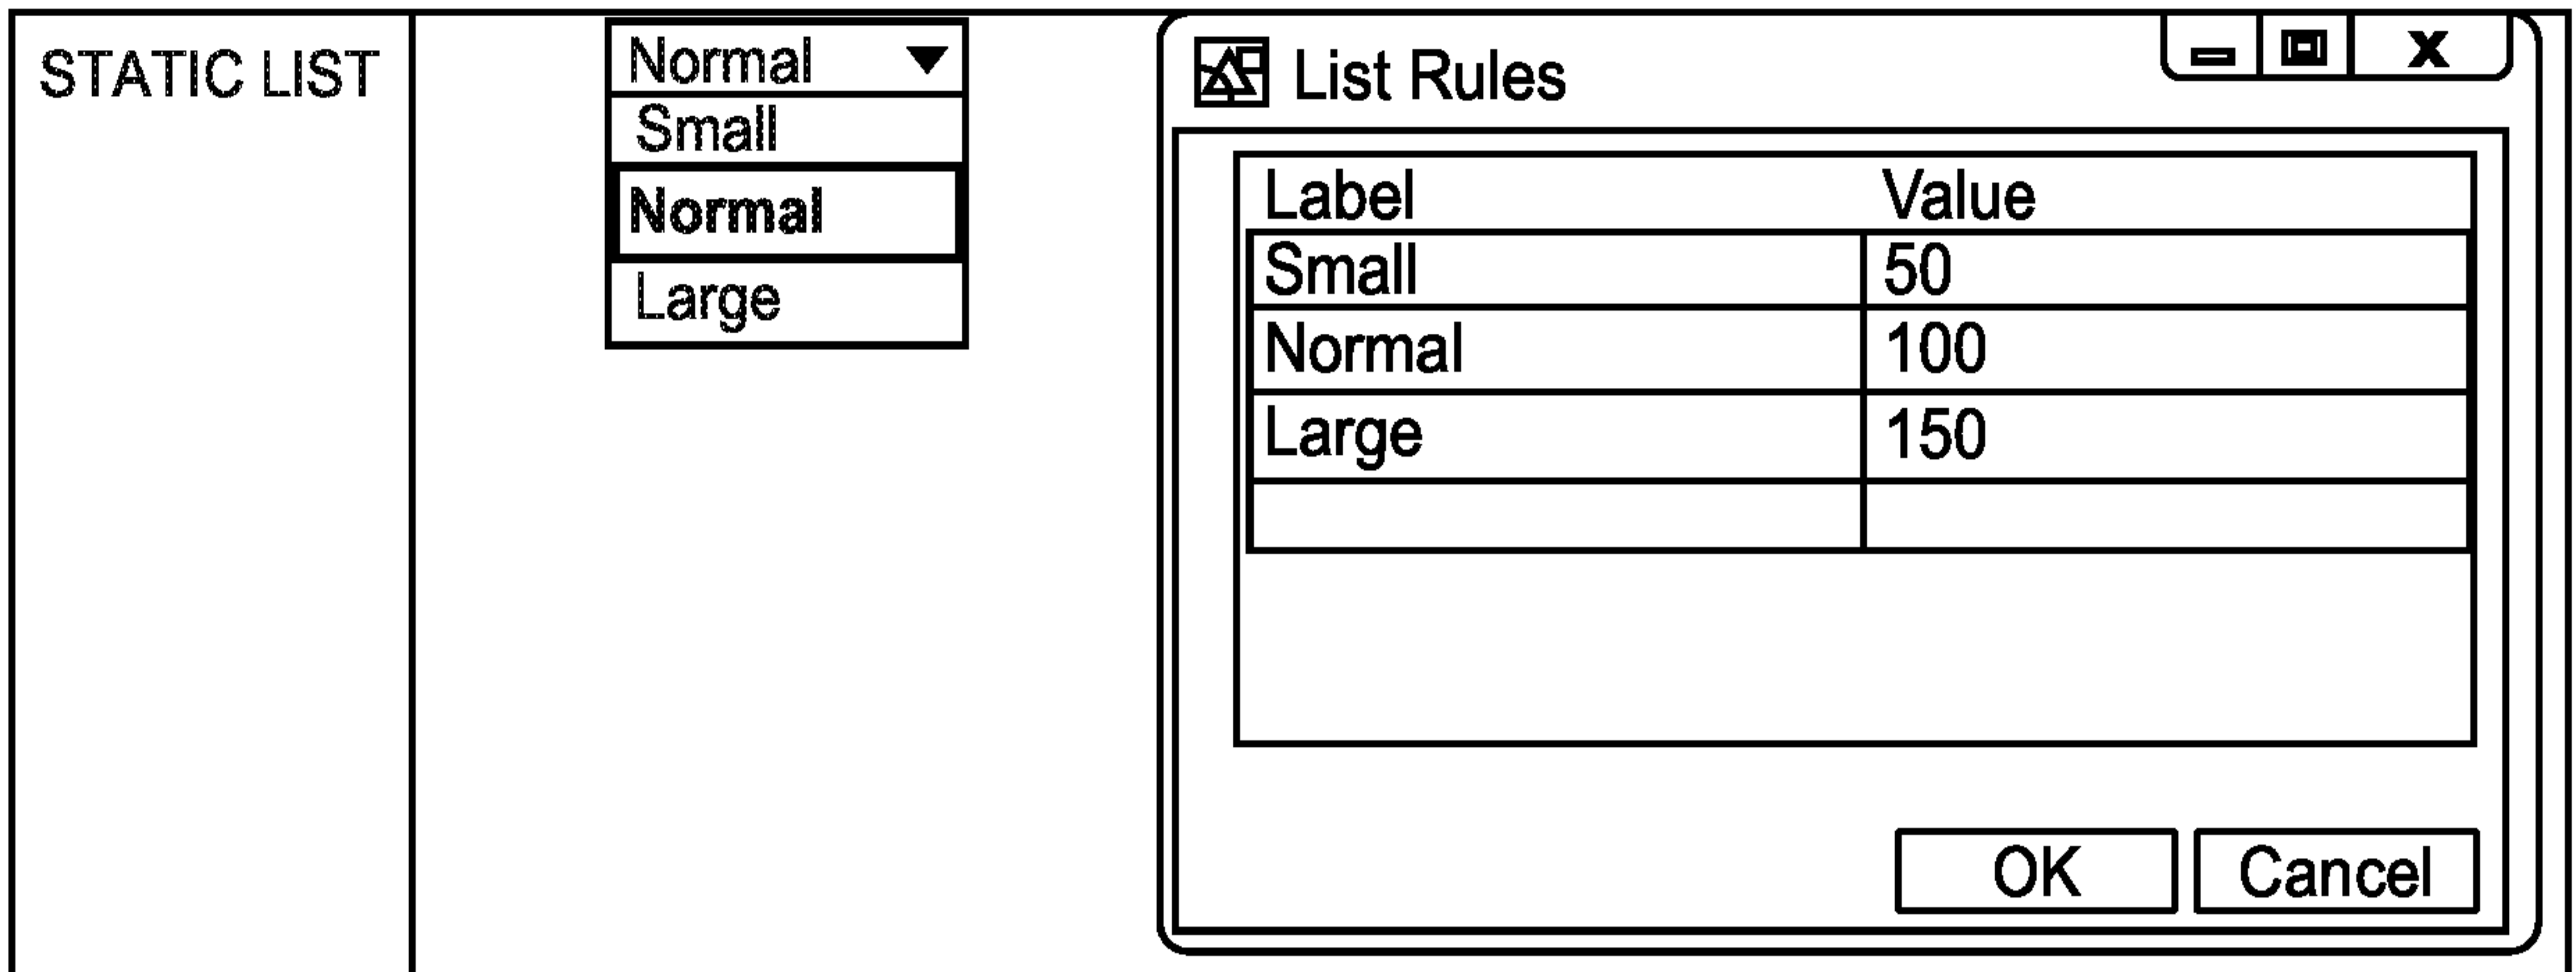 STATIC LIST
Normal
Small
Normal
Large
List Rules
Label Value
Small 50
Normal 100
Large 150
OK Cancel